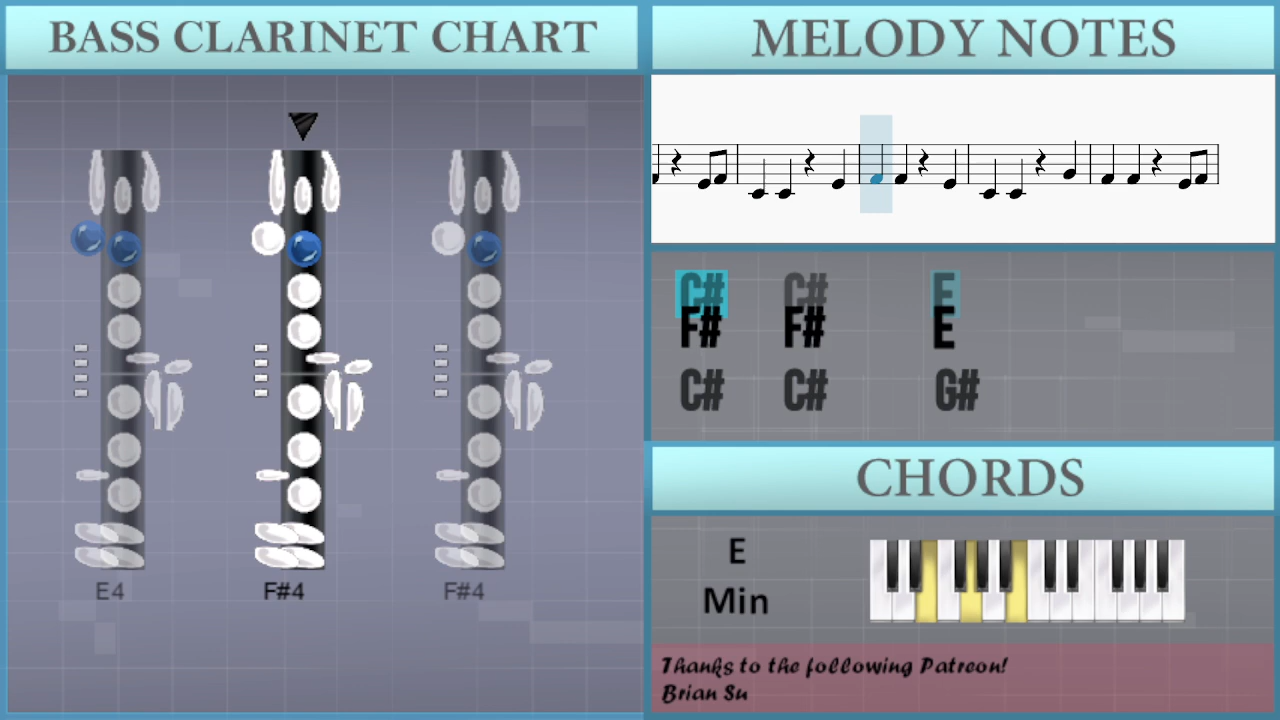 BASS CLARINET CHART
E4 F#4 F#4
MELODY NOTES
C# C# E
F# F# E
C# C# G#
CHORDS
E
Min
Thanks to the following Patreon!
Brian Su